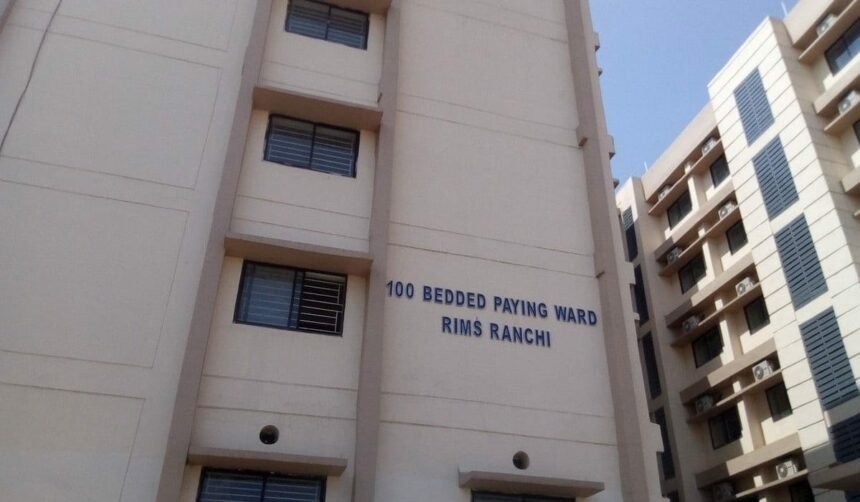 100 BEDDED PAYING WARD
RIMS RANCHI